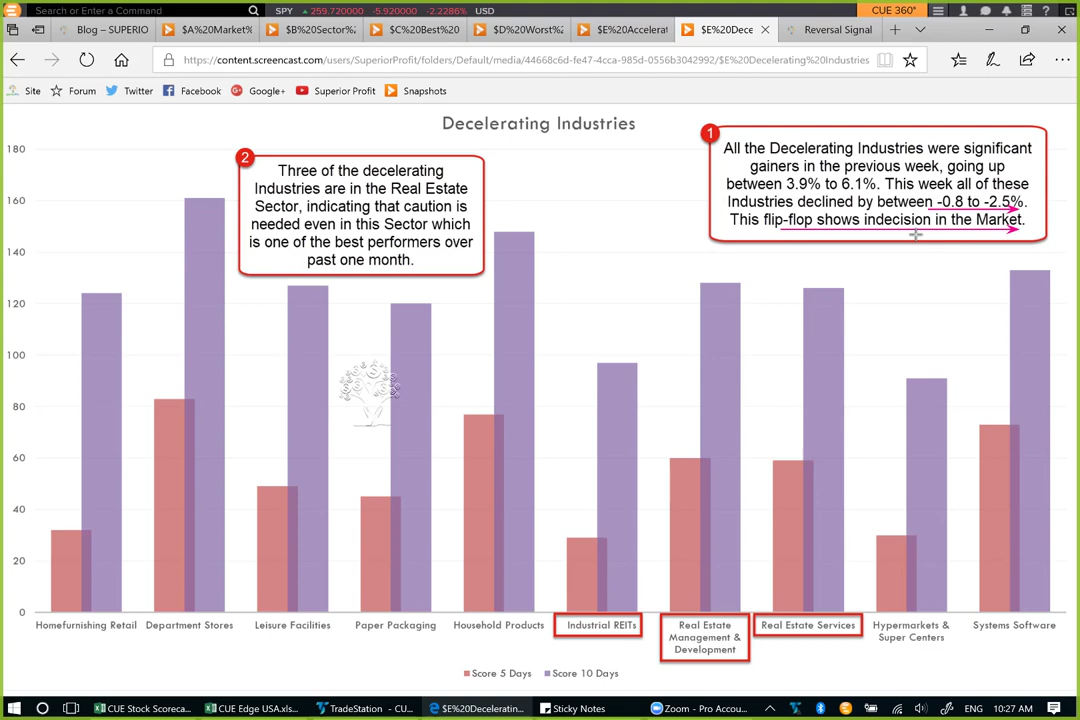 Search or Enter a Command
SPY ▲ 259.720000 -5.920000 -2.2286% USD
CUE 360°
Blog – SUPERIO
$A%20Market%
$B%20Sector%2
$C%20Best%20
$D%20Worst%2
$E%20Accelerat
$E%20Dece
Reversal Signal
https://content.screencast.com/users/SuperiorProfit/folders/Default/media/44668c6d-fe47-4cca-985d-0556b3042992/$E%20Decelerating%20Industries
Site
Forum
Twitter
Facebook
Google+
Superior Profit
Snapshots
Decelerating Industries
1
All the Decelerating Industries were significant
gainers in the previous week, going up
between 3.9% to 6.1%. This week all of these
Industries declined by between -0.8 to -2.5%.
This flip-flop shows indecision in the Market.
2
Three of the decelerating
Industries are in the Real Estate
Sector, indicating that caution is
needed even in this Sector which
is one of the best performers over
past one month.
180
160
140
120
100
80
60
40
20
0
Homefurnishing Retail
Department Stores
Leisure Facilities
Paper Packaging
Household Products
Industrial REITs
Real Estate
Management &
Development
Real Estate Services
Hypermarkets &
Super Centers
Systems Software
Score 5 Days
Score 10 Days
CUE Stock Scoreca...
CUE Edge USA.xls...
TradeStation - CU...
$E%20Decelerating...
Sticky Notes
Zoom - Pro Accou...
ENG
10:27 AM